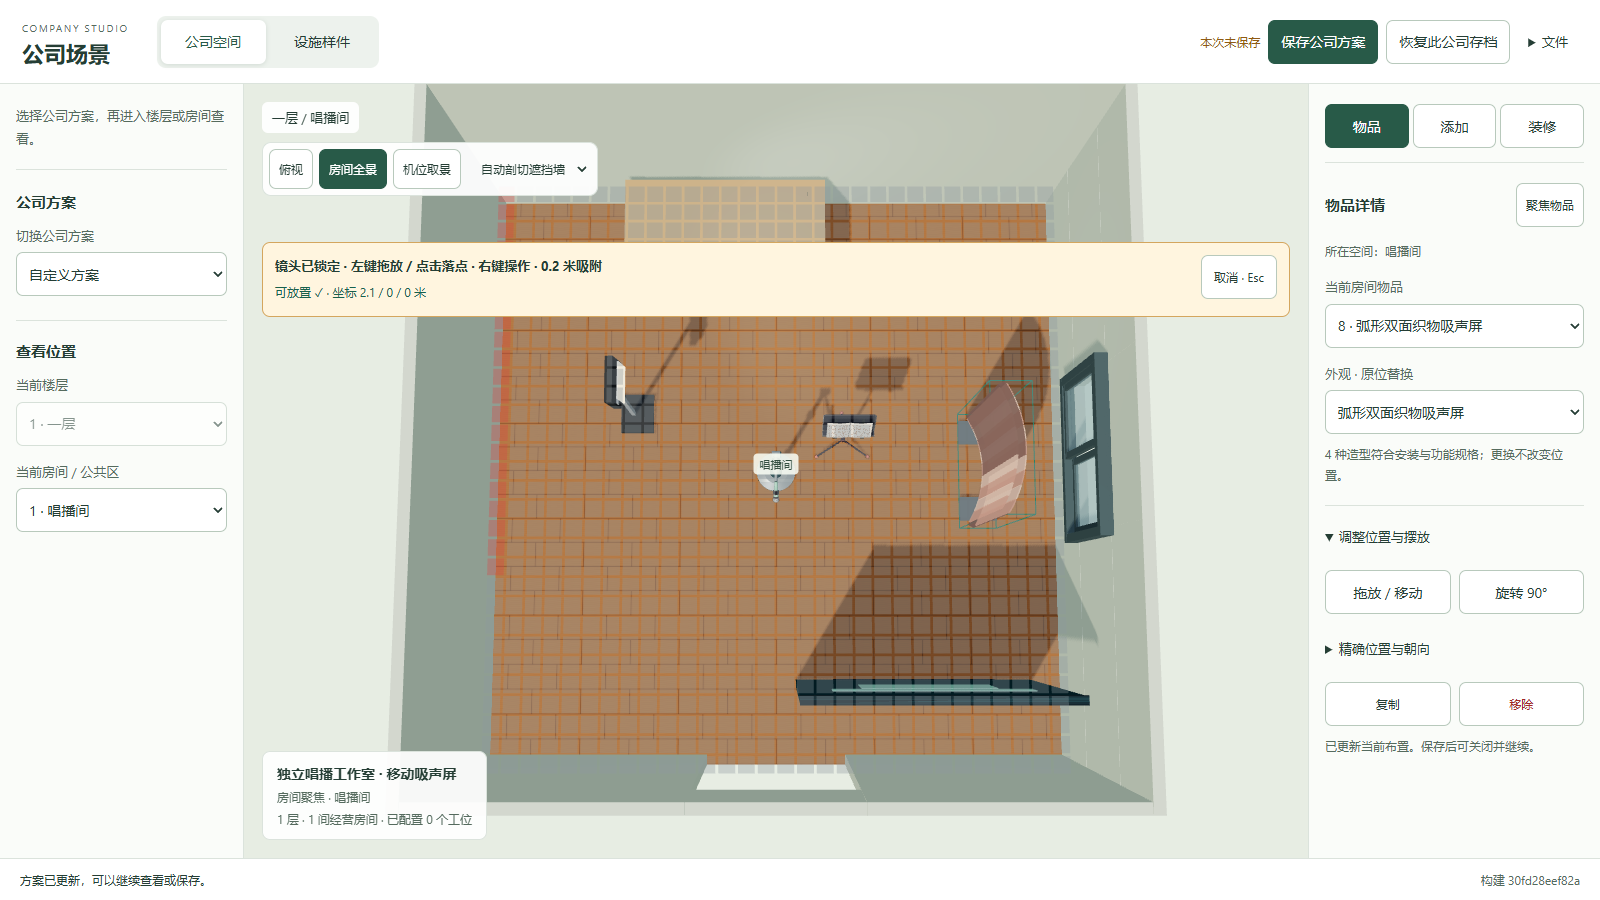 COMPANY STUDIO
公司场景
公司空间
设施样件
本次未保存
保存公司方案
恢复此公司存档
▶ 文件
选择公司方案，再进入楼层或房间查
看。
公司方案
切换公司方案
自定义方案
查看位置
当前楼层
1 · 一层
当前房间 / 公共区
1 · 唱播间
一层 / 唱播间
俯视
房间全景
机位取景
自动剖切遮挡墙
镜头已锁定 · 左键拖放 / 点击落点 · 右键操作 · 0.2 米吸附
可放置 ✓ · 坐标 2.1 / 0 / 0 米
取消 · Esc
唱播间
独立唱播工作室 · 移动吸声屏
房间聚焦 · 唱播间
1 层 · 1 间经营房间 · 已配置 0 个工位
物品
添加
装修
物品详情
聚焦物品
所在空间：唱播间
当前房间物品
8 · 弧形双面织物吸声屏
外观 · 原位替换
弧形双面织物吸声屏
4 种造型符合安装与功能规格；更换不改变位
置。
▼ 调整位置与摆放
拖放 / 移动
旋转 90°
▶ 精确位置与朝向
复制
移除
已更新当前布置。保存后可关闭并继续。
方案已更新，可以继续查看或保存。
构建 30fd28eef82a